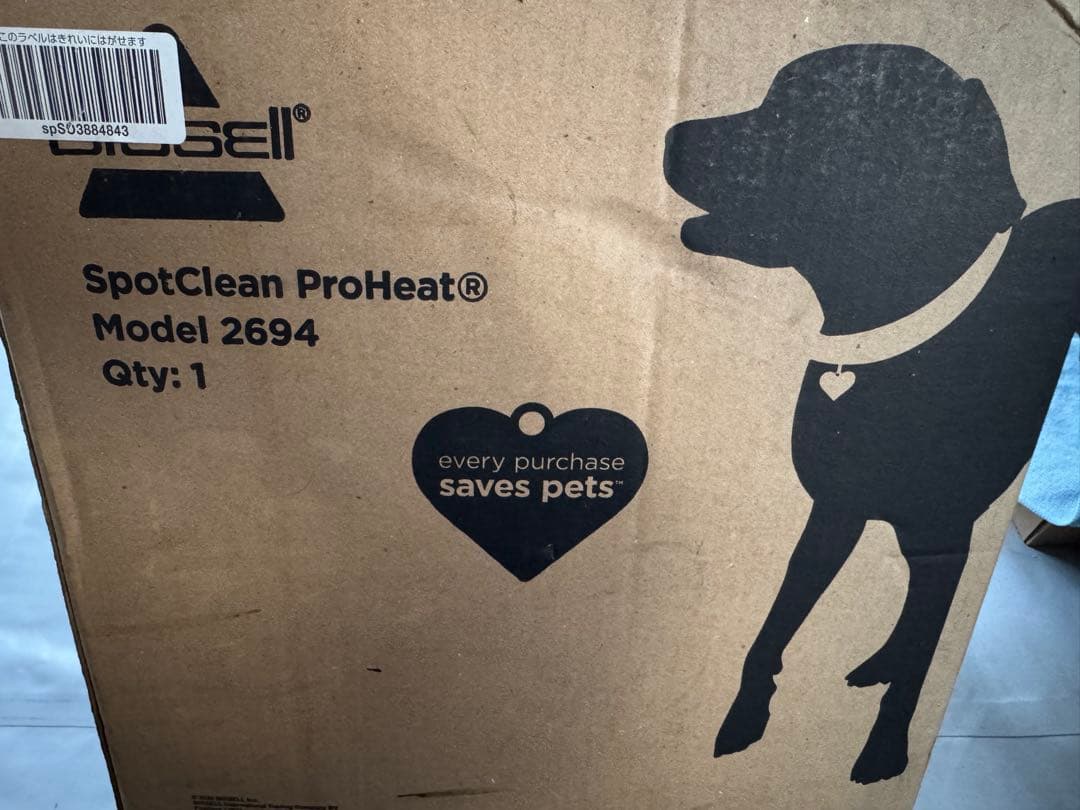 このラベルはきれいにはがせます
spS03884843
BISSELL®
SpotClean ProHeat®
Model 2694
Qty: 1
every purchase
saves pets™